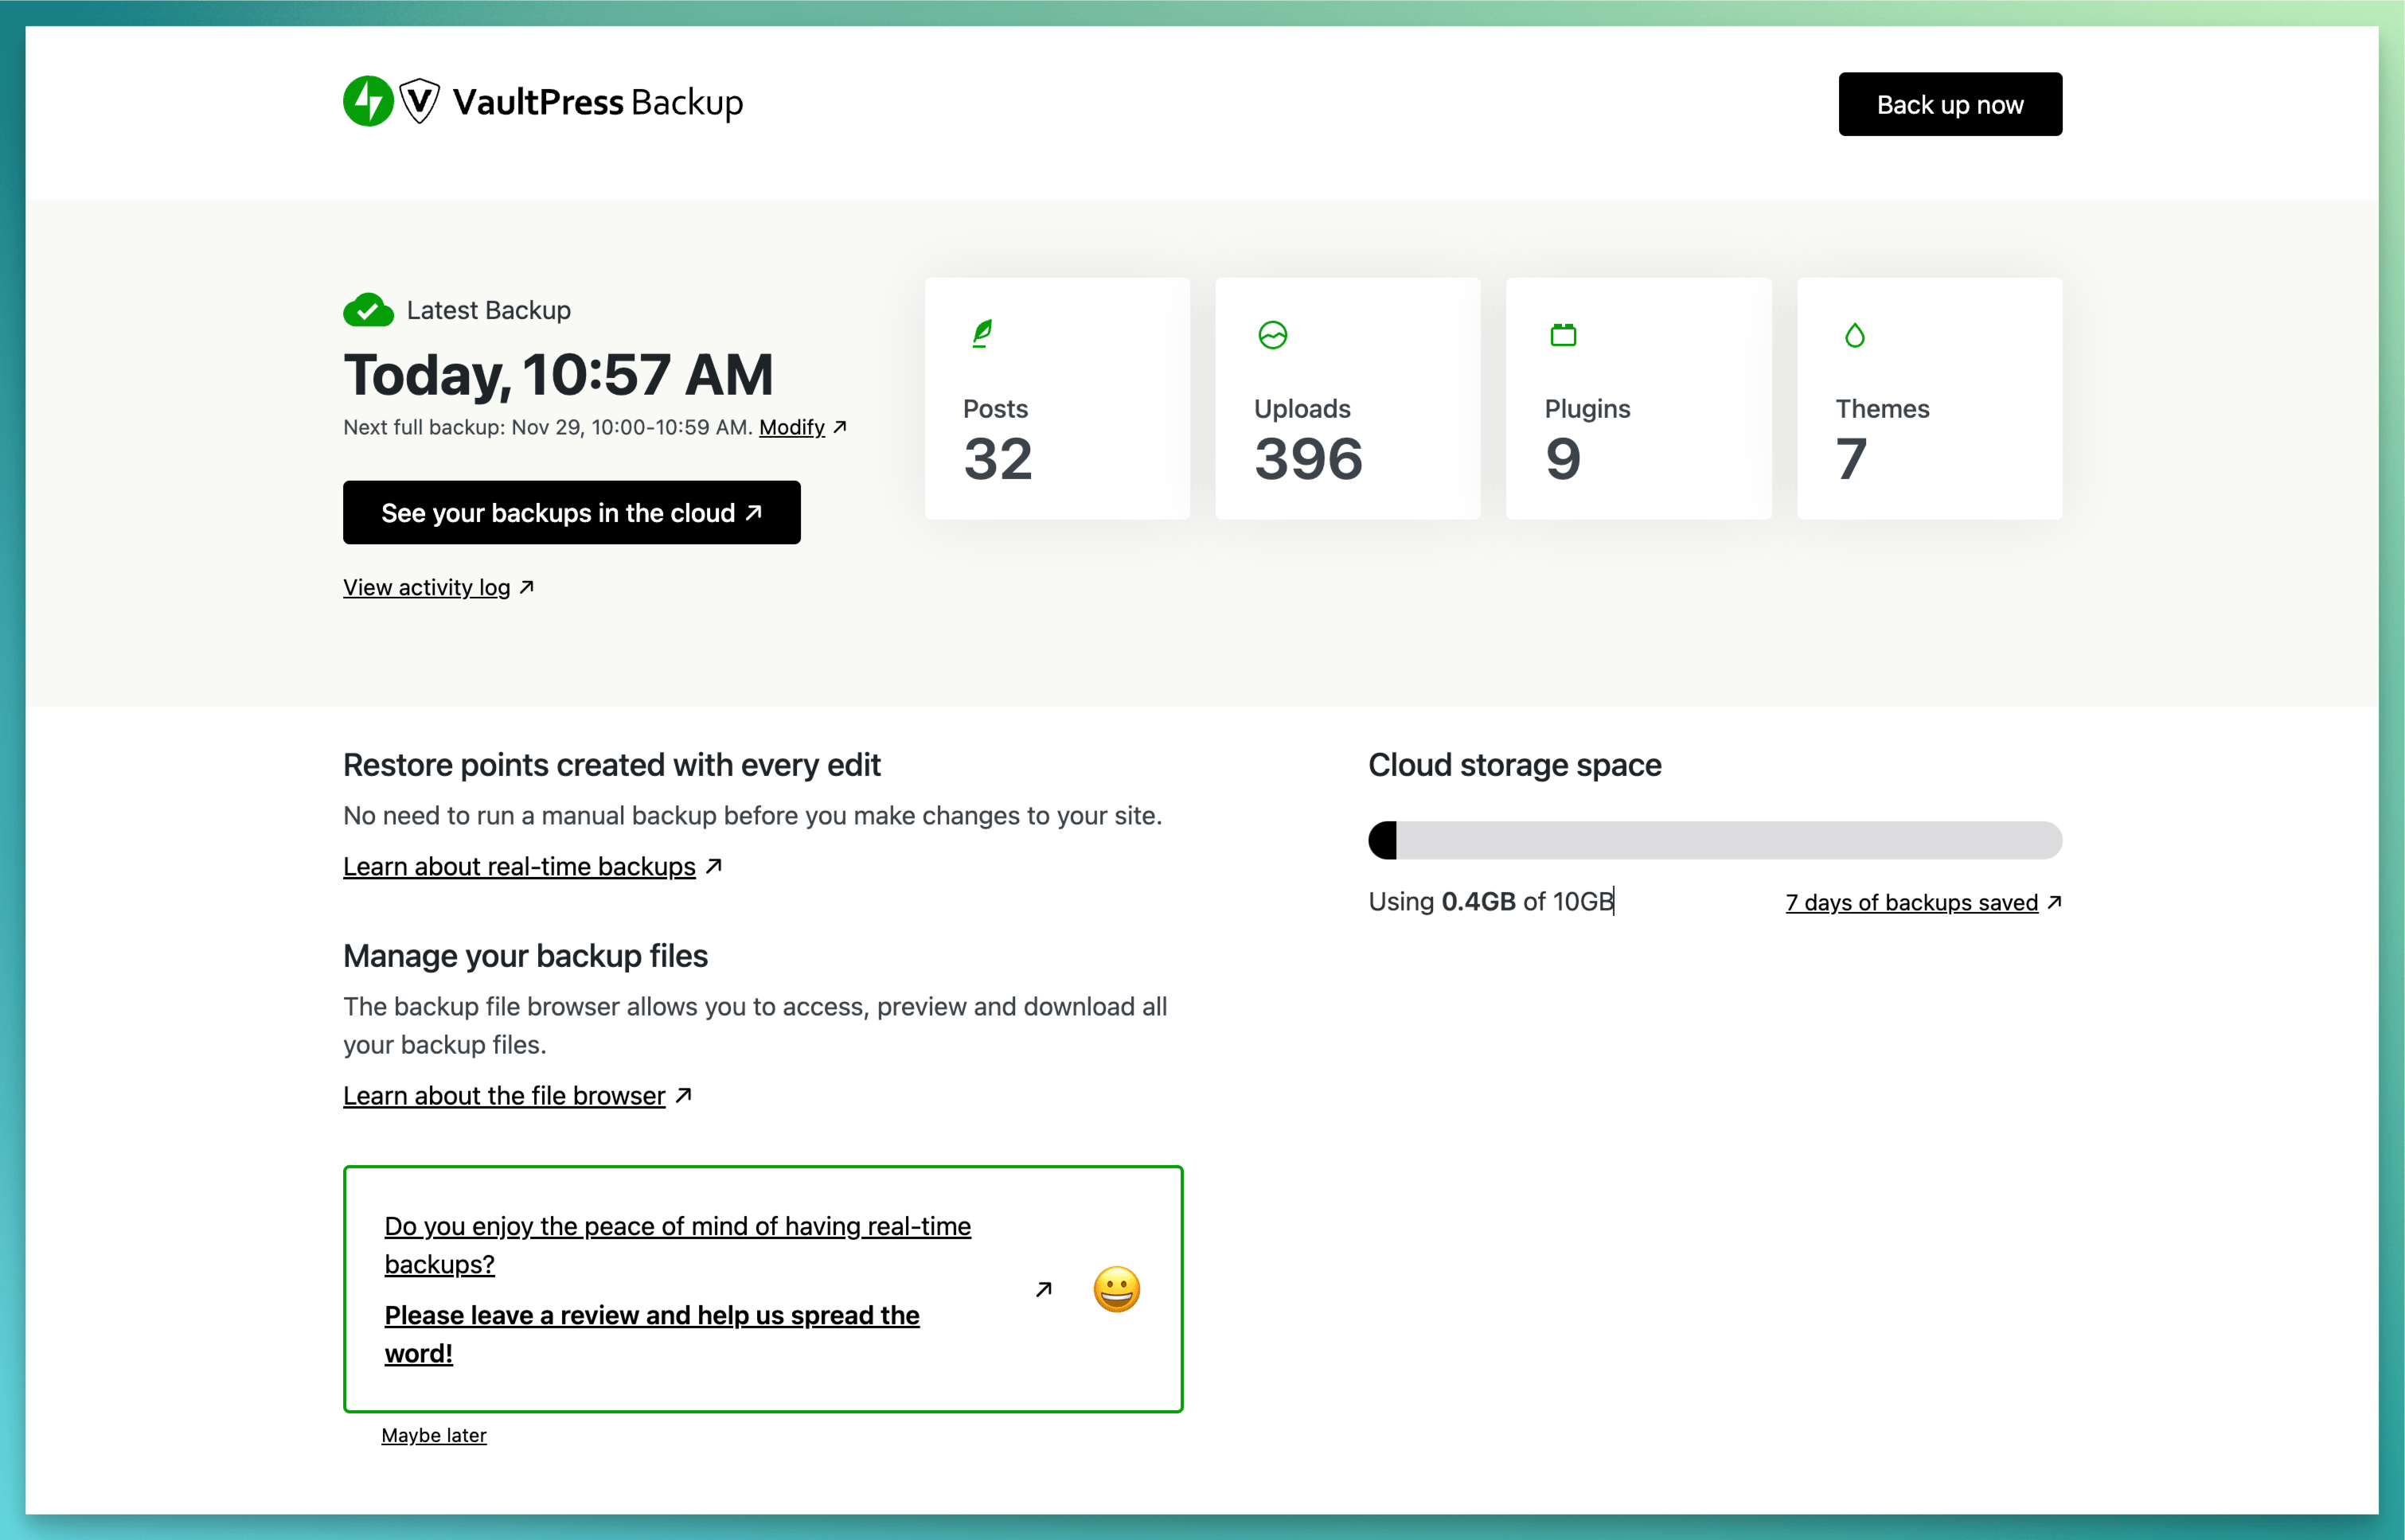 VaultPress Backup
Back up now
Latest Backup
Today, 10:57 AM
Next full backup: Nov 29, 10:00-10:59 AM. Modify ↗
See your backups in the cloud ↗
View activity log ↗
Posts
32
Uploads
396
Plugins
9
Themes
7
Restore points created with every edit
No need to run a manual backup before you make changes to your site.
Learn about real-time backups ↗
Manage your backup files
The backup file browser allows you to access, preview and download all
your backup files.
Learn about the file browser ↗
Do you enjoy the peace of mind of having real-time
backups?
Please leave a review and help us spread the
word!
Maybe later
Cloud storage space
Using 0.4GB of 10GB
7 days of backups saved ↗